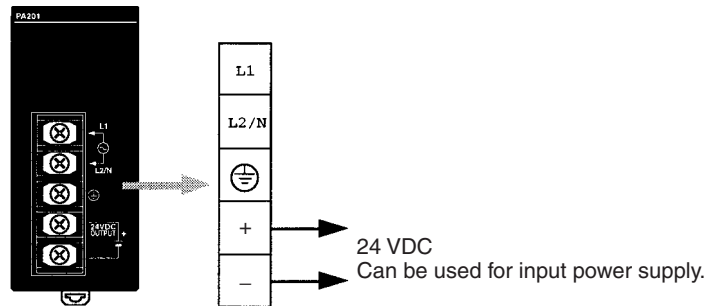 PA201
L1
L2/N
24VDC
OUTPUT
+
L1
L2/N
+
−
24 VDC
Can be used for input power supply.